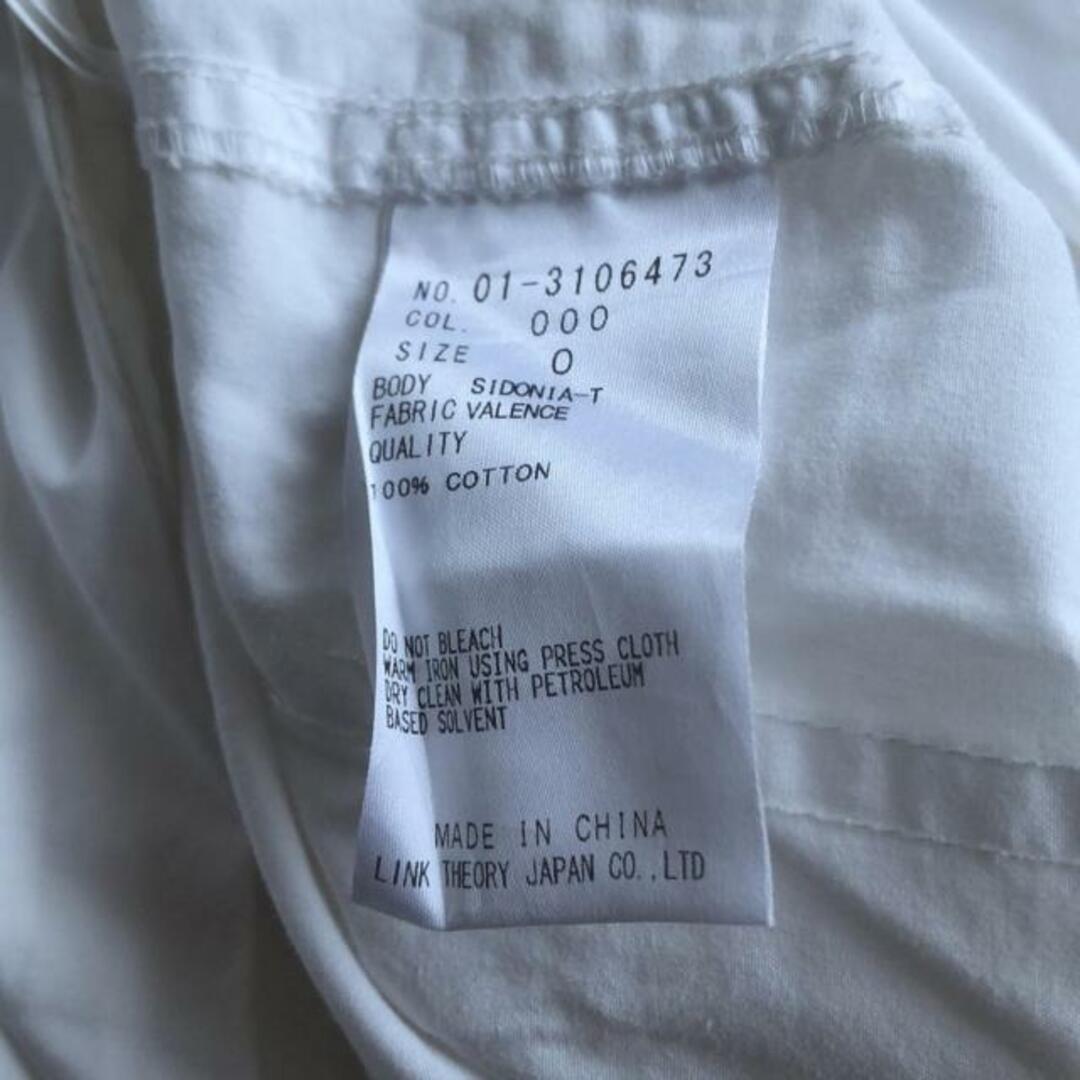 NO. 01-3106473
COL. 000
SIZE 0
BODY SIDONIA-T
FABRIC VALENCE
QUALITY
100% COTTON
DO NOT BLEACH
WARM IRON USING PRESS CLOTH
DRY CLEAN WITH PETROLEUM
BASED SOLVENT
MADE IN CHINA
LINK THEORY JAPAN CO.,LTD